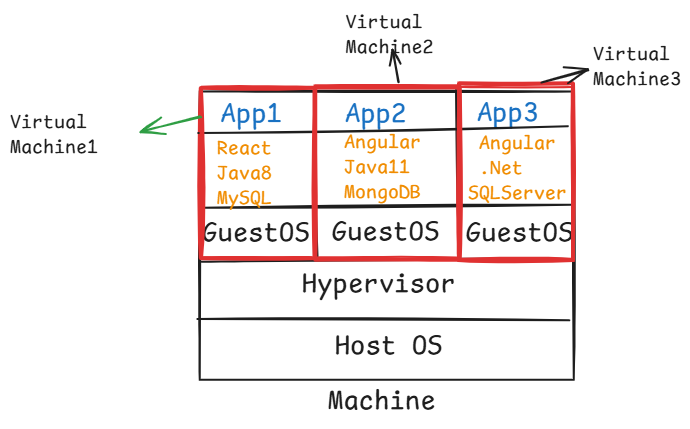 Virtual
Machine2
Virtual
Machine3
Virtual
Machine1
App1
App2
App3
React
Java8
MySQL
Angular
Java11
MongoDB
Angular
.Net
SQLServer
GuestOS
GuestOS
GuestOS
Hypervisor
Host OS
Machine